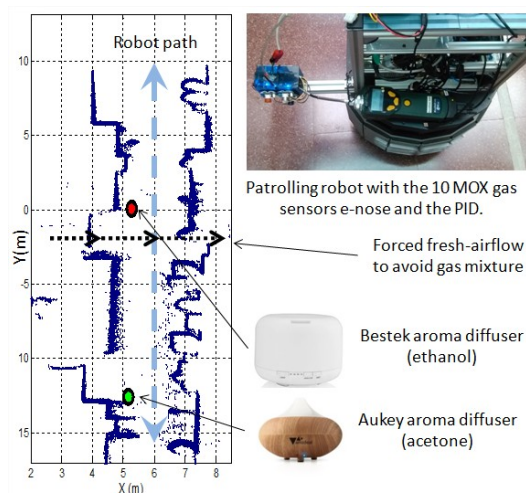 Robot path
10
5
0
5
10
15
Y(m)
2
3
4
5
6
7
8
X(m)
Patrolling robot with the 10 MOX gas
sensors e-nose and the PID.
Forced fresh-airflow
to avoid gas mixture
Bestek aroma diffuser
(ethanol)
Aukey aroma diffuser
(acetone)